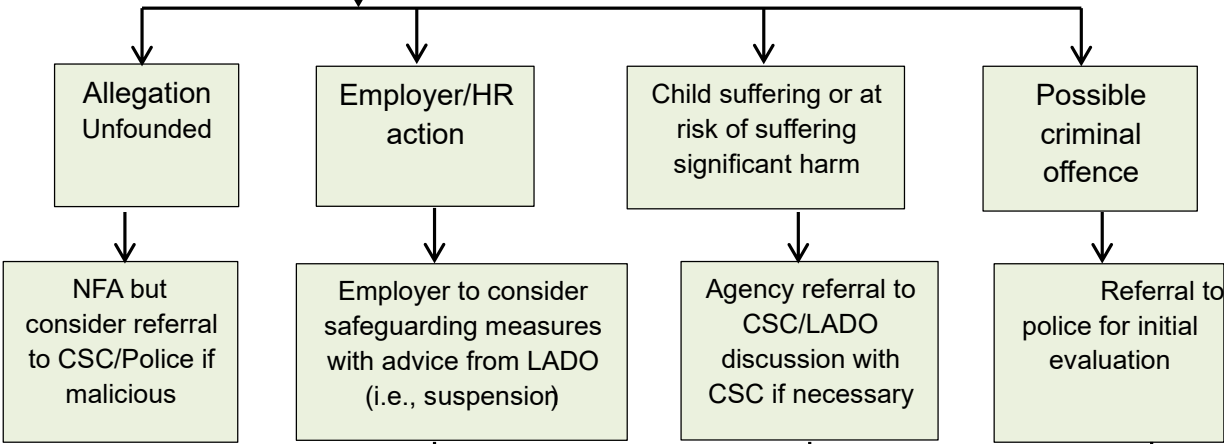 Allegation
Unfounded
Employer/HR
action
Child suffering or at
risk of suffering
significant harm
Possible
criminal
offence
NFA but
consider referral
to CSC/Police if
malicious
Employer to consider
safeguarding measures
with advice from LADO
(i.e., suspension)
Agency referral to
CSC/LADO
discussion with
CSC if necessary
Referral to
police for initial
evaluation